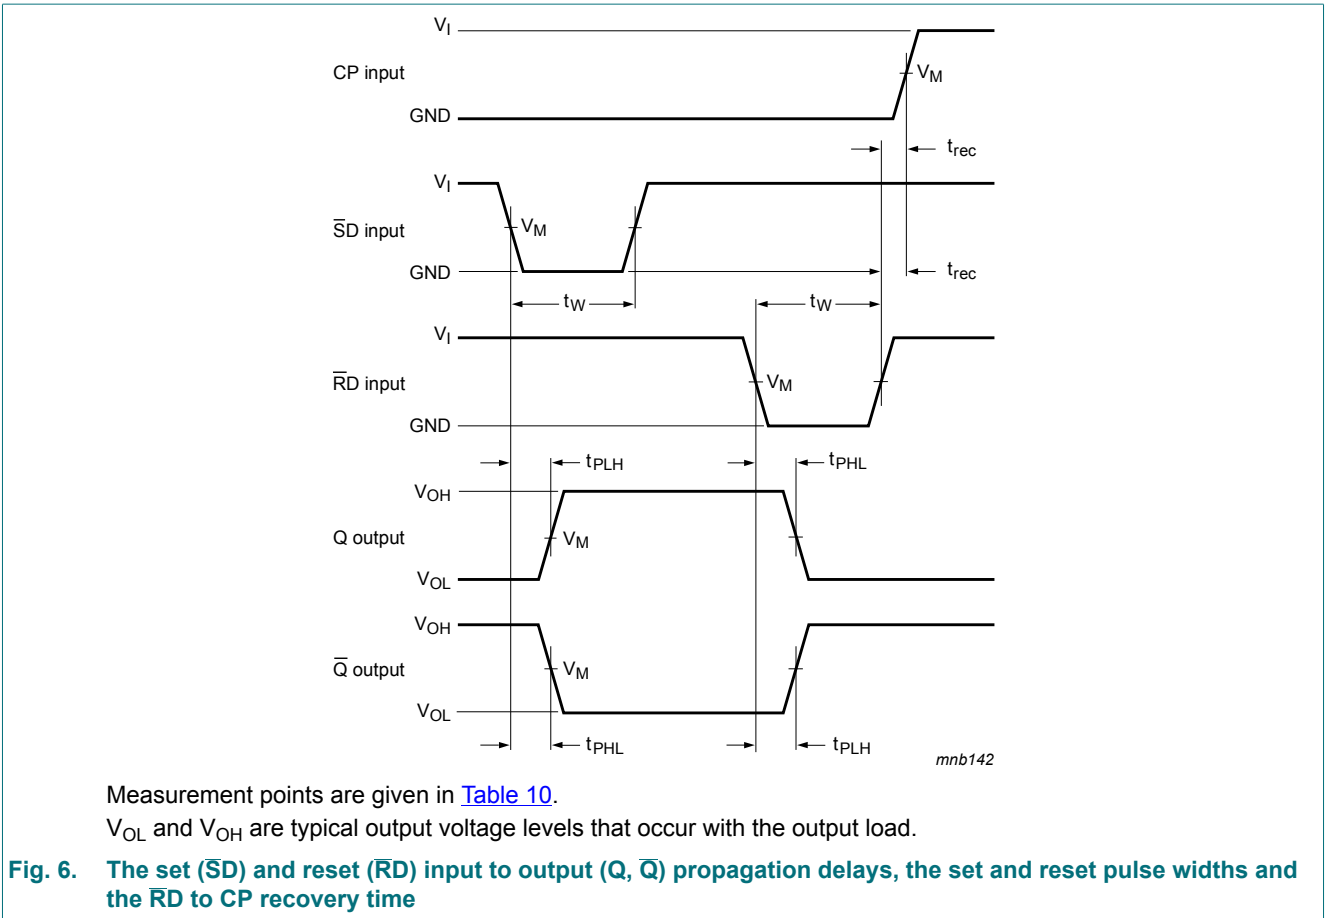 V_I
CP input
V_M
GND
t_rec
V_I
S̅D input
V_M
GND
t_rec
t_W
t_W
V_I
R̅D input
V_M
GND
t_PLH
t_PHL
V_OH
Q output
V_M
V_OL
V_OH
Q̅ output
V_M
V_OL
t_PHL
t_PLH
mnb142
Measurement points are given in Table 10.
V_OL and V_OH are typical output voltage levels that occur with the output load.
Fig. 6. The set (S̅D) and reset (R̅D) input to output (Q, Q̅) propagation delays, the set and reset pulse widths and
the R̅D to CP recovery time